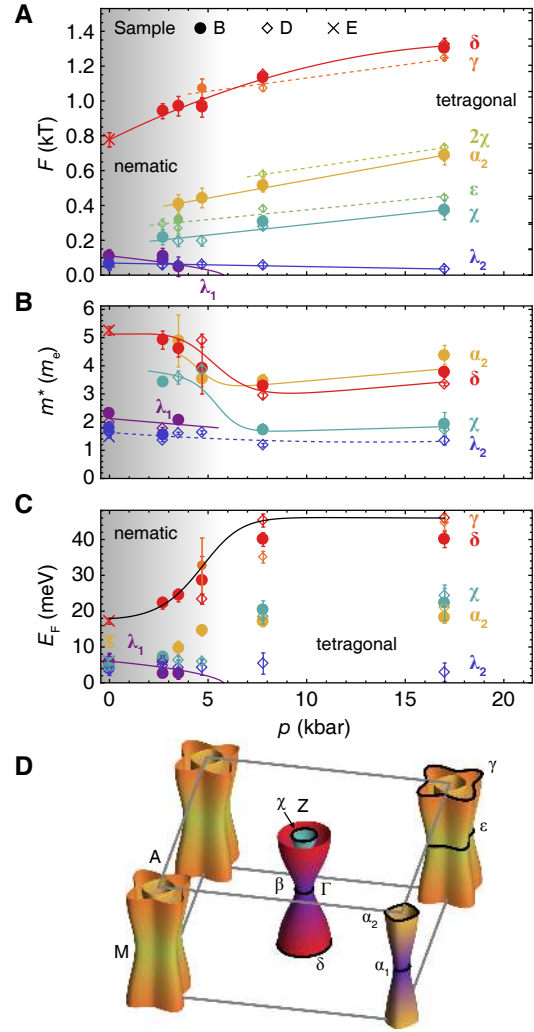 A
Sample B D E
F (kT)
1.4
1.2
1.0
0.8
0.6
0.4
0.2
0.0
δ
γ
tetragonal
nematic
2χ
α₂
ε
χ
λ₂
λ₁
B
m* (mₑ)
6
5
4
3
2
1
0
λ₁
α₂
δ
χ
λ₂
C
E_F (meV)
40
30
20
10
0
nematic
λ₁
tetragonal
γ
δ
χ
α₂
λ₂
0 5 10 15 20
p (kbar)
D
γ
χ Z
ε
A
β Γ
α₂
M
α₁
δ